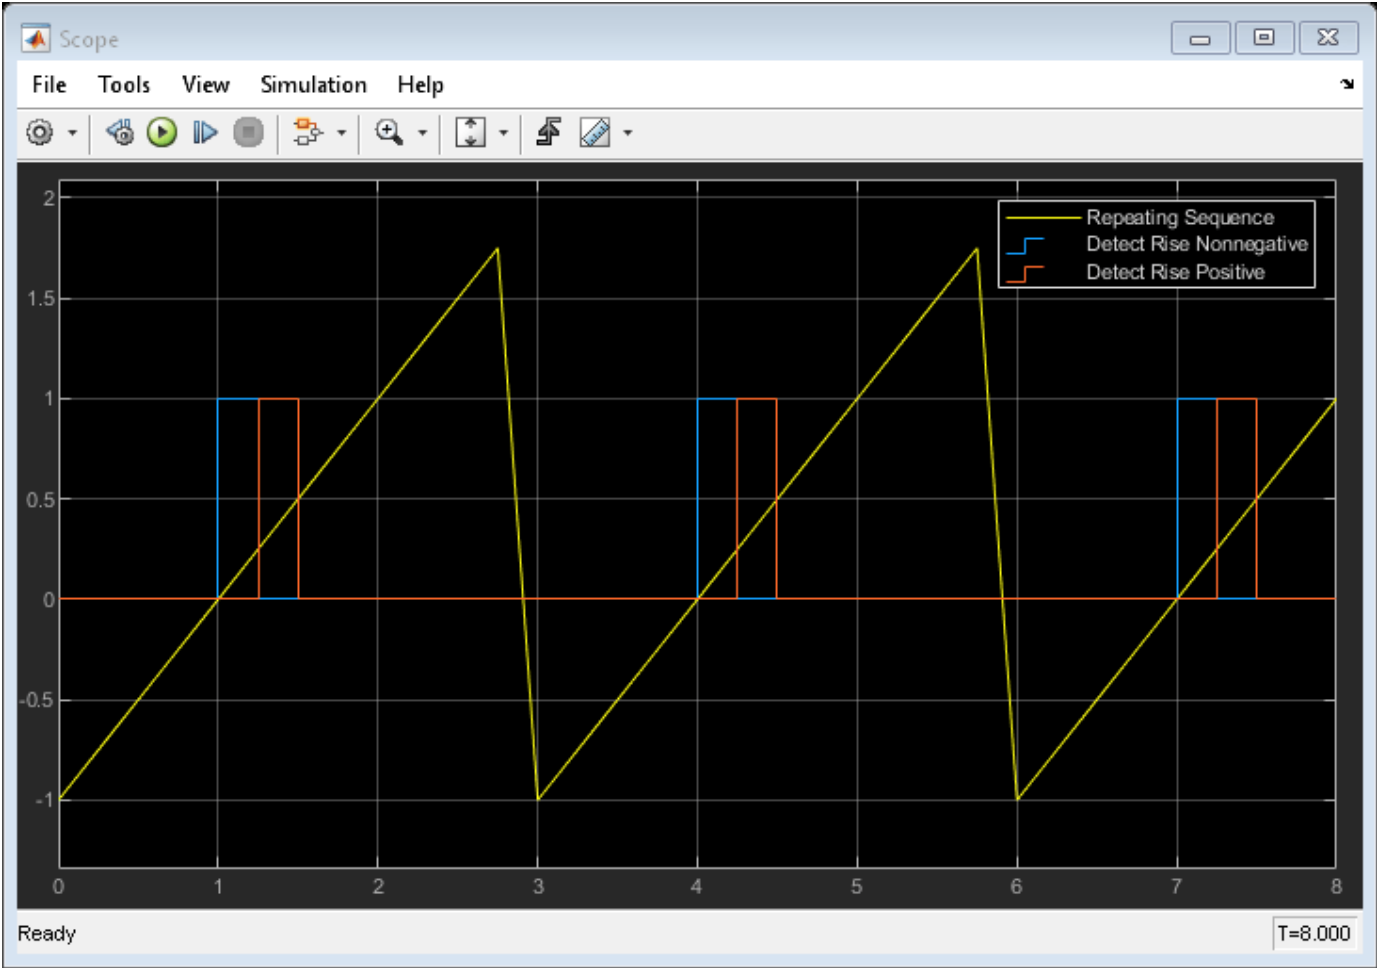 Scope
File Tools View Simulation Help
2
1.5
1
0.5
0
-0.5
-1
Repeating Sequence
Detect Rise Nonnegative
Detect Rise Positive
0 1 2 3 4 5 6 7 8
Ready T=8.000